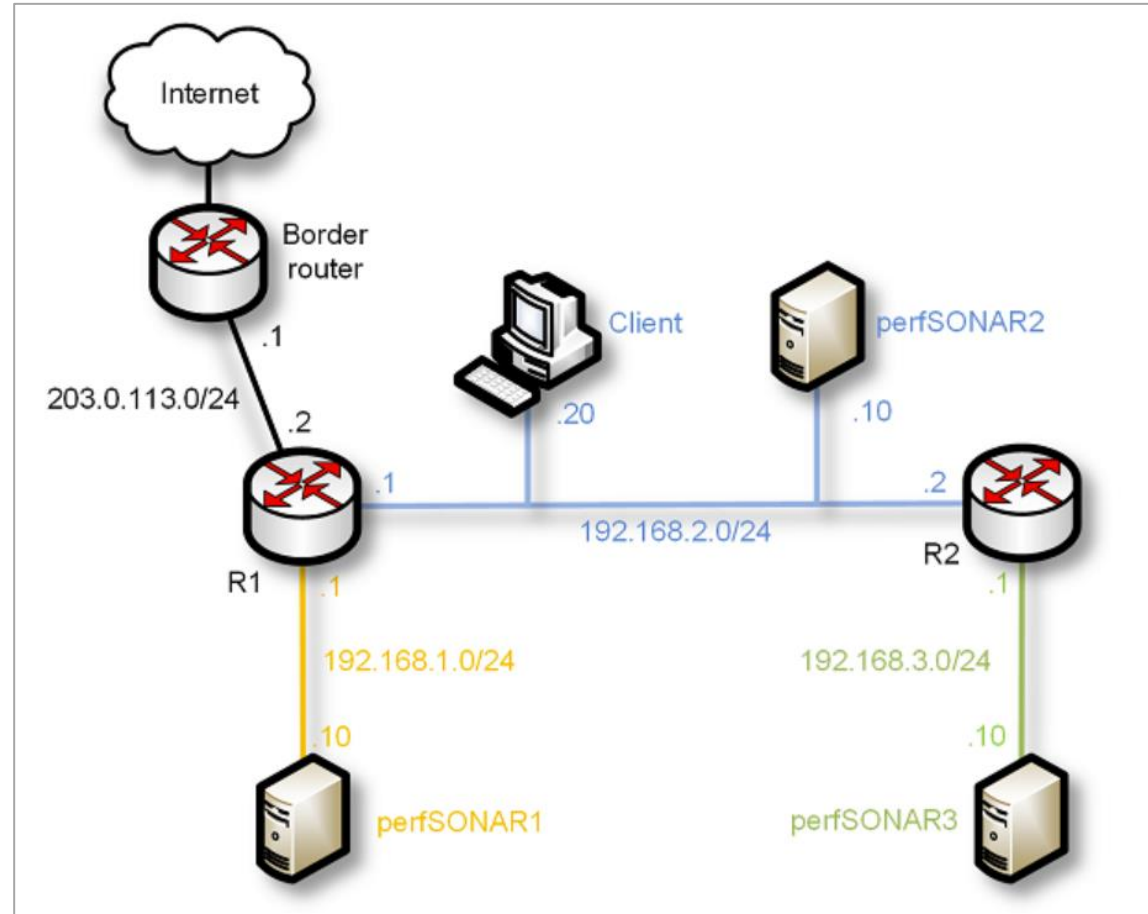 Internet
Border
router
.1
203.0.113.0/24
.2
Client
perfSONAR2
.20
.10
.1
.2
192.168.2.0/24
R1
R2
.1
.1
192.168.1.0/24
192.168.3.0/24
.10
.10
perfSONAR1
perfSONAR3